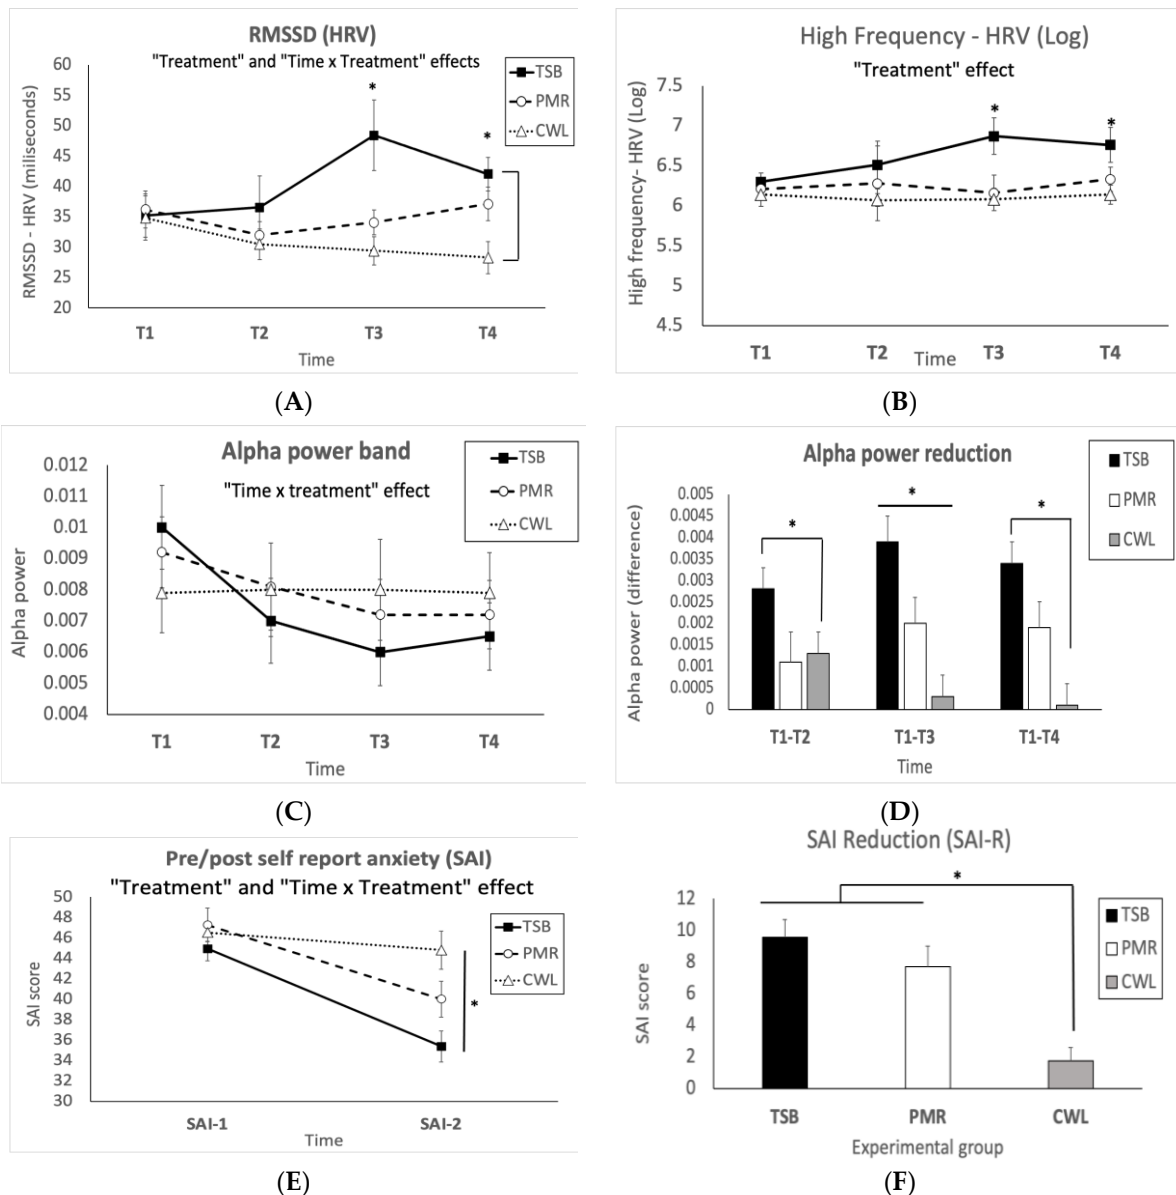 RMSSD (HRV)
"Treatment" and "Time x Treatment" effects
TSB
PMR
CWL
60
55
50
45
40
35
30
25
20
RMSSD - HRV (miliseconds)
*
*
T1
T2
T3
T4
Time
(A)
High Frequency - HRV (Log)
"Treatment" effect
7.5
7
6.5
6
5.5
5
4.5
High frequency- HRV (Log)
*
*
T1
T2
T3
T4
Time
(B)
Alpha power band
"Time x treatment" effect
TSB
PMR
CWL
0.012
0.011
0.01
0.009
0.008
0.007
0.006
0.005
0.004
Alpha power
T1
T2
T3
T4
Time
(C)
Alpha power reduction
TSB
PMR
CWL
0.005
0.0045
0.004
0.0035
0.003
0.0025
0.002
0.0015
0.001
0.0005
0
Alpha power (difference)
*
*
*
T1-T2
T1-T3
T1-T4
Time
(D)
Pre/post self report anxiety (SAI)
"Treatment" and "Time x Treatment" effect
TSB
PMR
CWL
50
48
46
44
42
40
38
36
34
32
30
SAI score
*
SAI-1
SAI-2
Time
(E)
SAI Reduction (SAI-R)
*
TSB
PMR
CWL
12
10
8
6
4
2
0
SAI score
TSB
PMR
CWL
Experimental group
(F)